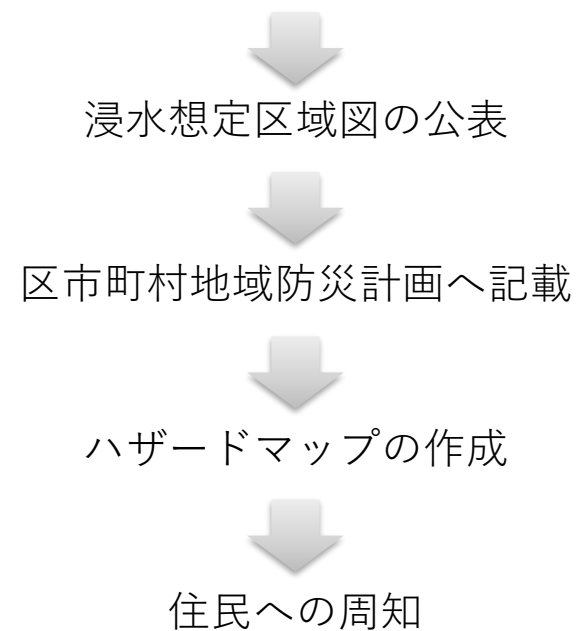 浸水想定区域図の公表
区市町村地域防災計画へ記載
ハザードマップの作成
住民への周知